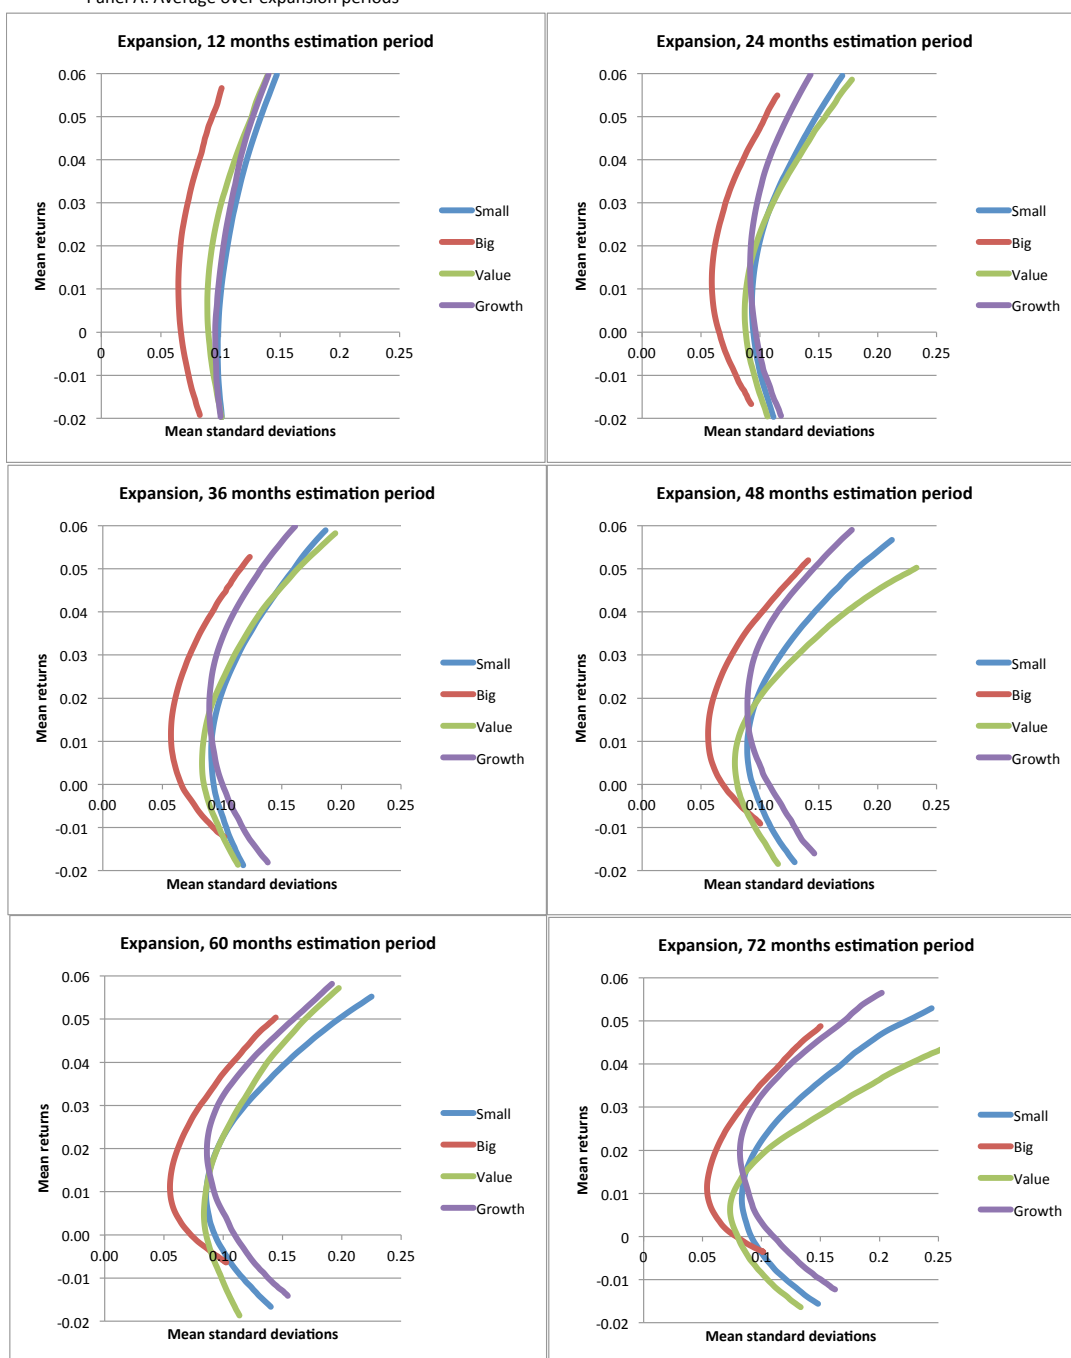 Panel A: Average over expansion periods
Expansion, 12 months estimation period
Mean returns
0.06
0.05
0.04
0.03
0.02
0.01
0
-0.01
-0.02
0
0.05
0.1
0.15
0.2
0.25
Mean standard deviations
Small
Big
Value
Growth
Expansion, 24 months estimation period
Mean returns
0.06
0.05
0.04
0.03
0.02
0.01
0.00
-0.01
-0.02
0.00
0.05
0.10
0.15
0.20
0.25
Mean standard deviations
Small
Big
Value
Growth
Expansion, 36 months estimation period
Mean returns
0.06
0.05
0.04
0.03
0.02
0.01
0.00
-0.01
-0.02
0.00
0.05
0.10
0.15
0.20
0.25
Mean standard deviations
Small
Big
Value
Growth
Expansion, 48 months estimation period
Mean returns
0.06
0.05
0.04
0.03
0.02
0.01
0.00
-0.01
-0.02
0.00
0.05
0.10
0.15
0.20
0.25
Mean standard deviations
Small
Big
Value
Growth
Expansion, 60 months estimation period
Mean returns
0.06
0.05
0.04
0.03
0.02
0.01
0.00
-0.01
-0.02
0.00
0.05
0.10
0.15
0.20
0.25
Mean standard deviations
Small
Big
Value
Growth
Expansion, 72 months estimation period
Mean returns
0.06
0.05
0.04
0.03
0.02
0.01
0
-0.01
-0.02
0
0.05
0.1
0.15
0.2
0.25
Mean standard deviations
Small
Big
Value
Growth